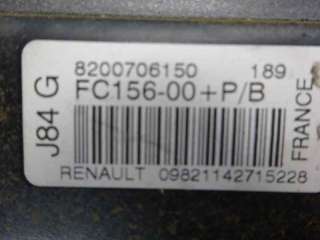 8200706150 189
FC156-00+P/B
J84 G
FRANCE
RENAULT 09821142715228